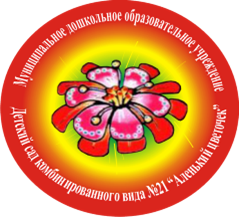 Муниципальное дошкольное образовательное учреждение
Детский сад комбинированного вида №21 “Аленький цветочек”